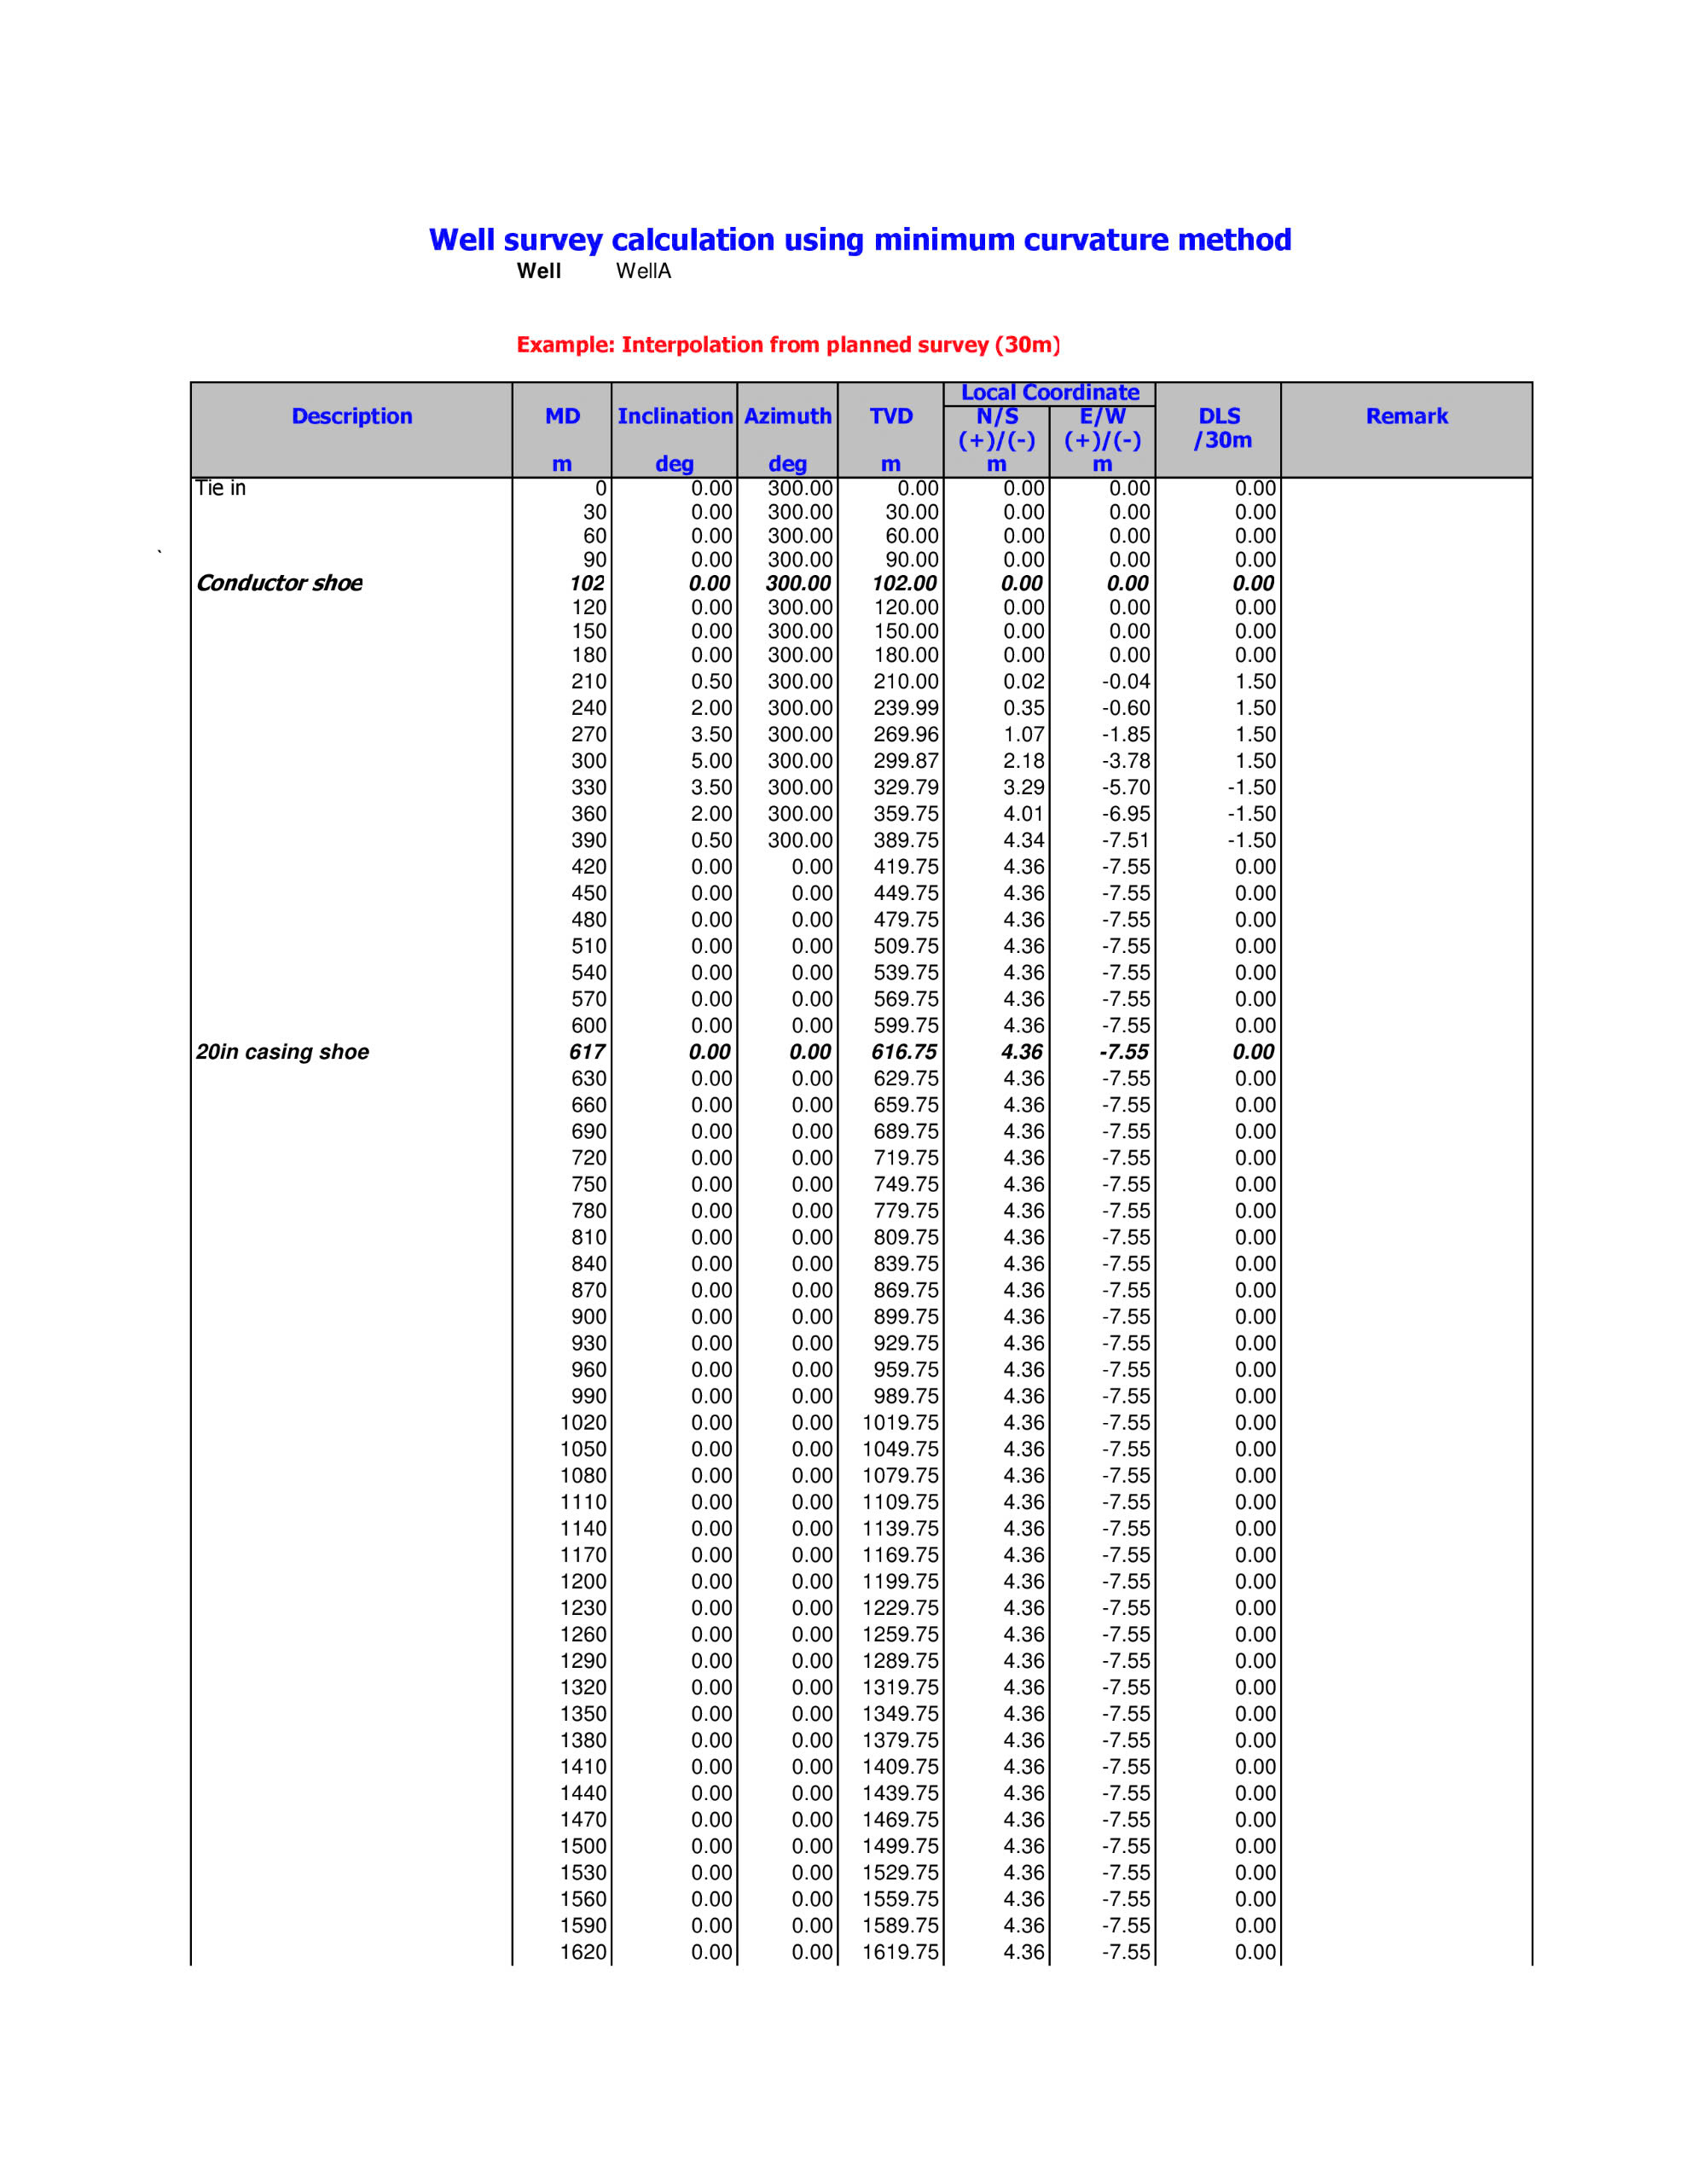 Well survey calculation using minimum curvature method
Well WellA
Example: Interpolation from planned survey (30m)
Local Coordinate
Description MD Inclination Azimuth TVD N/S E/W DLS Remark
(+)/(-) (+)/(-) /30m
m deg deg m m m
Tie in 0 0.00 300.00 0.00 0.00 0.00 0.00
30 0.00 300.00 30.00 0.00 0.00 0.00
60 0.00 300.00 60.00 0.00 0.00 0.00
` 90 0.00 300.00 90.00 0.00 0.00 0.00
Conductor shoe 102 0.00 300.00 102.00 0.00 0.00 0.00
120 0.00 300.00 120.00 0.00 0.00 0.00
150 0.00 300.00 150.00 0.00 0.00 0.00
180 0.00 300.00 180.00 0.00 0.00 0.00
210 0.50 300.00 210.00 0.02 -0.04 1.50
240 2.00 300.00 239.99 0.35 -0.60 1.50
270 3.50 300.00 269.96 1.07 -1.85 1.50
300 5.00 300.00 299.87 2.18 -3.78 1.50
330 3.50 300.00 329.79 3.29 -5.70 -1.50
360 2.00 300.00 359.75 4.01 -6.95 -1.50
390 0.50 300.00 389.75 4.34 -7.51 -1.50
420 0.00 0.00 419.75 4.36 -7.55 0.00
450 0.00 0.00 449.75 4.36 -7.55 0.00
480 0.00 0.00 479.75 4.36 -7.55 0.00
510 0.00 0.00 509.75 4.36 -7.55 0.00
540 0.00 0.00 539.75 4.36 -7.55 0.00
570 0.00 0.00 569.75 4.36 -7.55 0.00
600 0.00 0.00 599.75 4.36 -7.55 0.00
20in casing shoe 617 0.00 0.00 616.75 4.36 -7.55 0.00
630 0.00 0.00 629.75 4.36 -7.55 0.00
660 0.00 0.00 659.75 4.36 -7.55 0.00
690 0.00 0.00 689.75 4.36 -7.55 0.00
720 0.00 0.00 719.75 4.36 -7.55 0.00
750 0.00 0.00 749.75 4.36 -7.55 0.00
780 0.00 0.00 779.75 4.36 -7.55 0.00
810 0.00 0.00 809.75 4.36 -7.55 0.00
840 0.00 0.00 839.75 4.36 -7.55 0.00
870 0.00 0.00 869.75 4.36 -7.55 0.00
900 0.00 0.00 899.75 4.36 -7.55 0.00
930 0.00 0.00 929.75 4.36 -7.55 0.00
960 0.00 0.00 959.75 4.36 -7.55 0.00
990 0.00 0.00 989.75 4.36 -7.55 0.00
1020 0.00 0.00 1019.75 4.36 -7.55 0.00
1050 0.00 0.00 1049.75 4.36 -7.55 0.00
1080 0.00 0.00 1079.75 4.36 -7.55 0.00
1110 0.00 0.00 1109.75 4.36 -7.55 0.00
1140 0.00 0.00 1139.75 4.36 -7.55 0.00
1170 0.00 0.00 1169.75 4.36 -7.55 0.00
1200 0.00 0.00 1199.75 4.36 -7.55 0.00
1230 0.00 0.00 1229.75 4.36 -7.55 0.00
1260 0.00 0.00 1259.75 4.36 -7.55 0.00
1290 0.00 0.00 1289.75 4.36 -7.55 0.00
1320 0.00 0.00 1319.75 4.36 -7.55 0.00
1350 0.00 0.00 1349.75 4.36 -7.55 0.00
1380 0.00 0.00 1379.75 4.36 -7.55 0.00
1410 0.00 0.00 1409.75 4.36 -7.55 0.00
1440 0.00 0.00 1439.75 4.36 -7.55 0.00
1470 0.00 0.00 1469.75 4.36 -7.55 0.00
1500 0.00 0.00 1499.75 4.36 -7.55 0.00
1530 0.00 0.00 1529.75 4.36 -7.55 0.00
1560 0.00 0.00 1559.75 4.36 -7.55 0.00
1590 0.00 0.00 1589.75 4.36 -7.55 0.00
1620 0.00 0.00 1619.75 4.36 -7.55 0.00